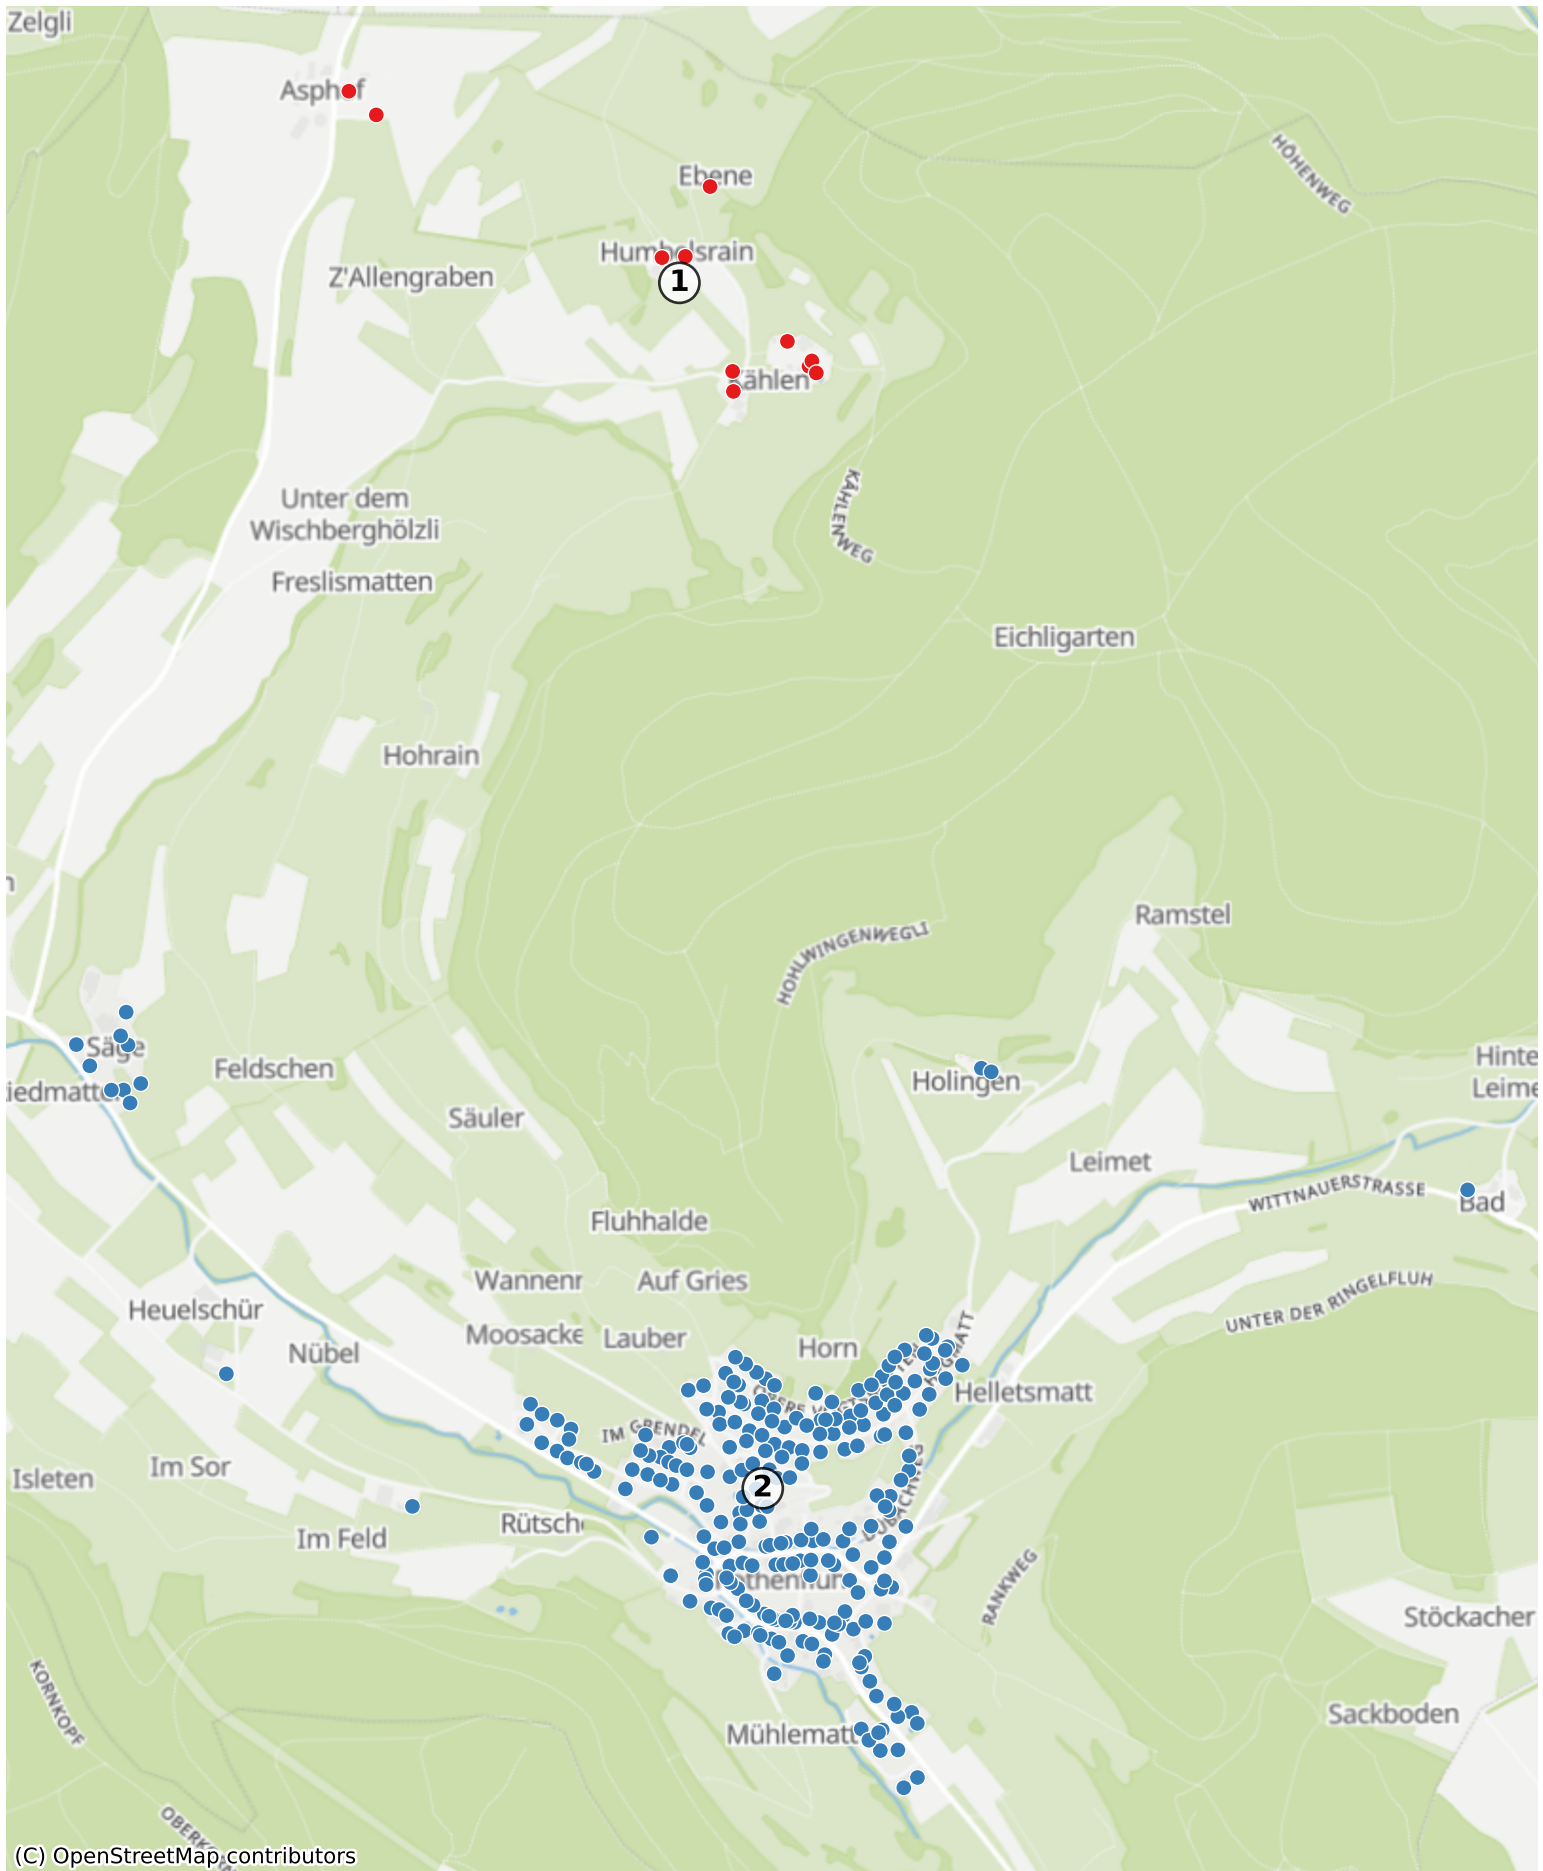 Zelgli
Asphof
HÖHENWEG
Ebene
Humbelsrain
Z'Allengraben
1
Kählen
KÄHLENWEG
Unter dem
Wischberghölzli
Freslismatten
Eichligarten
Hohrain
Ramstel
HOHLWINGENWEGLI
Säge
Feldschen
Holingen
Hinte
Leime
Säuler
Leimet
WITTNAUERSTRASSE
Bad
Fluhhalde
Wannenr
Auf Gries
UNTER DER RINGELFLUH
Heuelschür
Moosacke
Lauber
Horn
Nübel
Helletsmatt
IM GRENDEL
Isleten
Im Sor
2
Im Feld
Rütsch
RANKWEG
Stöckacher
KORNKOPF
Sackboden
Mühlematt
(C) OpenStreetMap contributors